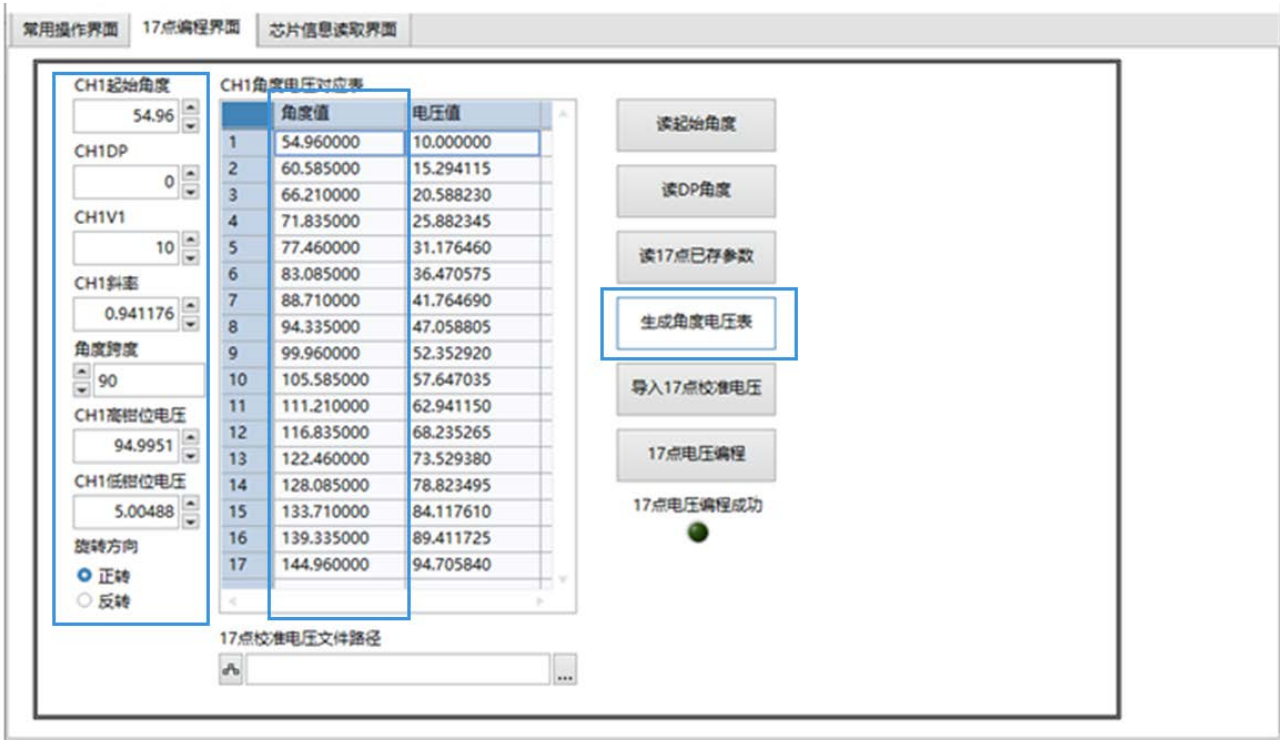 常用操作界面 17点编程界面 芯片信息读取界面
CH1起始角度
54.96
CH1DP
0
CH1V1
10
CH1斜率
0.941176
角度跨度
90
CH1高钳位电压
94.9951
CH1低钳位电压
5.00488
旋转方向
正转
反转
CH1角度电压对应表
角度值 电压值
1 54.960000 10.000000
2 60.585000 15.294115
3 66.210000 20.588230
4 71.835000 25.882345
5 77.460000 31.176460
6 83.085000 36.470575
7 88.710000 41.764690
8 94.335000 47.058805
9 99.960000 52.352920
10 105.585000 57.647035
11 111.210000 62.941150
12 116.835000 68.235265
13 122.460000 73.529380
14 128.085000 78.823495
15 133.710000 84.117610
16 139.335000 89.411725
17 144.960000 94.705840
17点校准电压文件路径
...
读起始角度
读DP角度
读17点已存参数
生成角度电压表
导入17点校准电压
17点电压编程
17点电压编程成功